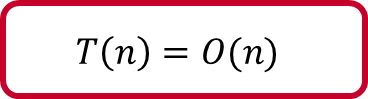 T(n) = O(n)